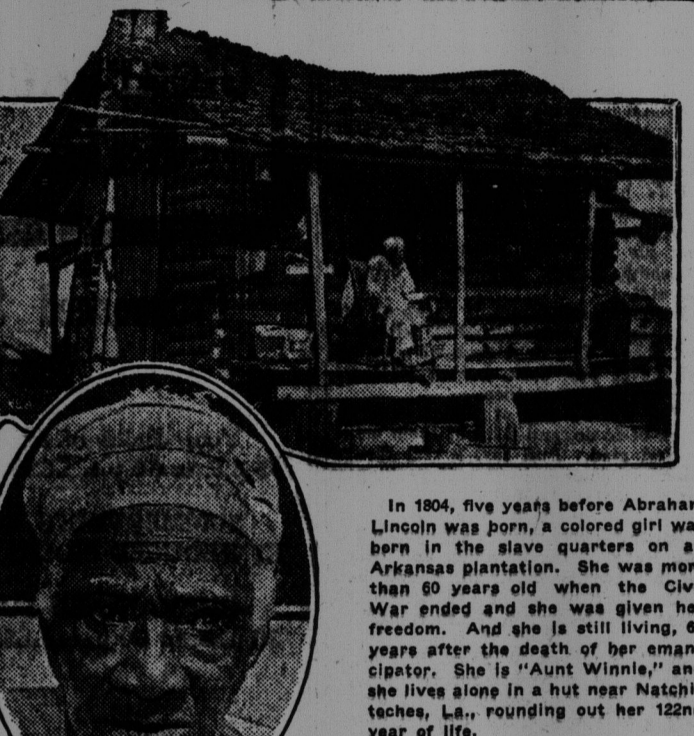 In 1804, five years before Abrahar
Lincoln was born, a colored girl wa
born in the slave quarters on a
Arkansas plantation. She was mor
than 60 years old when the Civ
War ended and she was given he
freedom. And she is still living, 6
years after the death of her eman
cipator. She is "Aunt Winnie," an
she lives alone in a hut near Natchi
toches, La., rounding out her 122n
year of life.